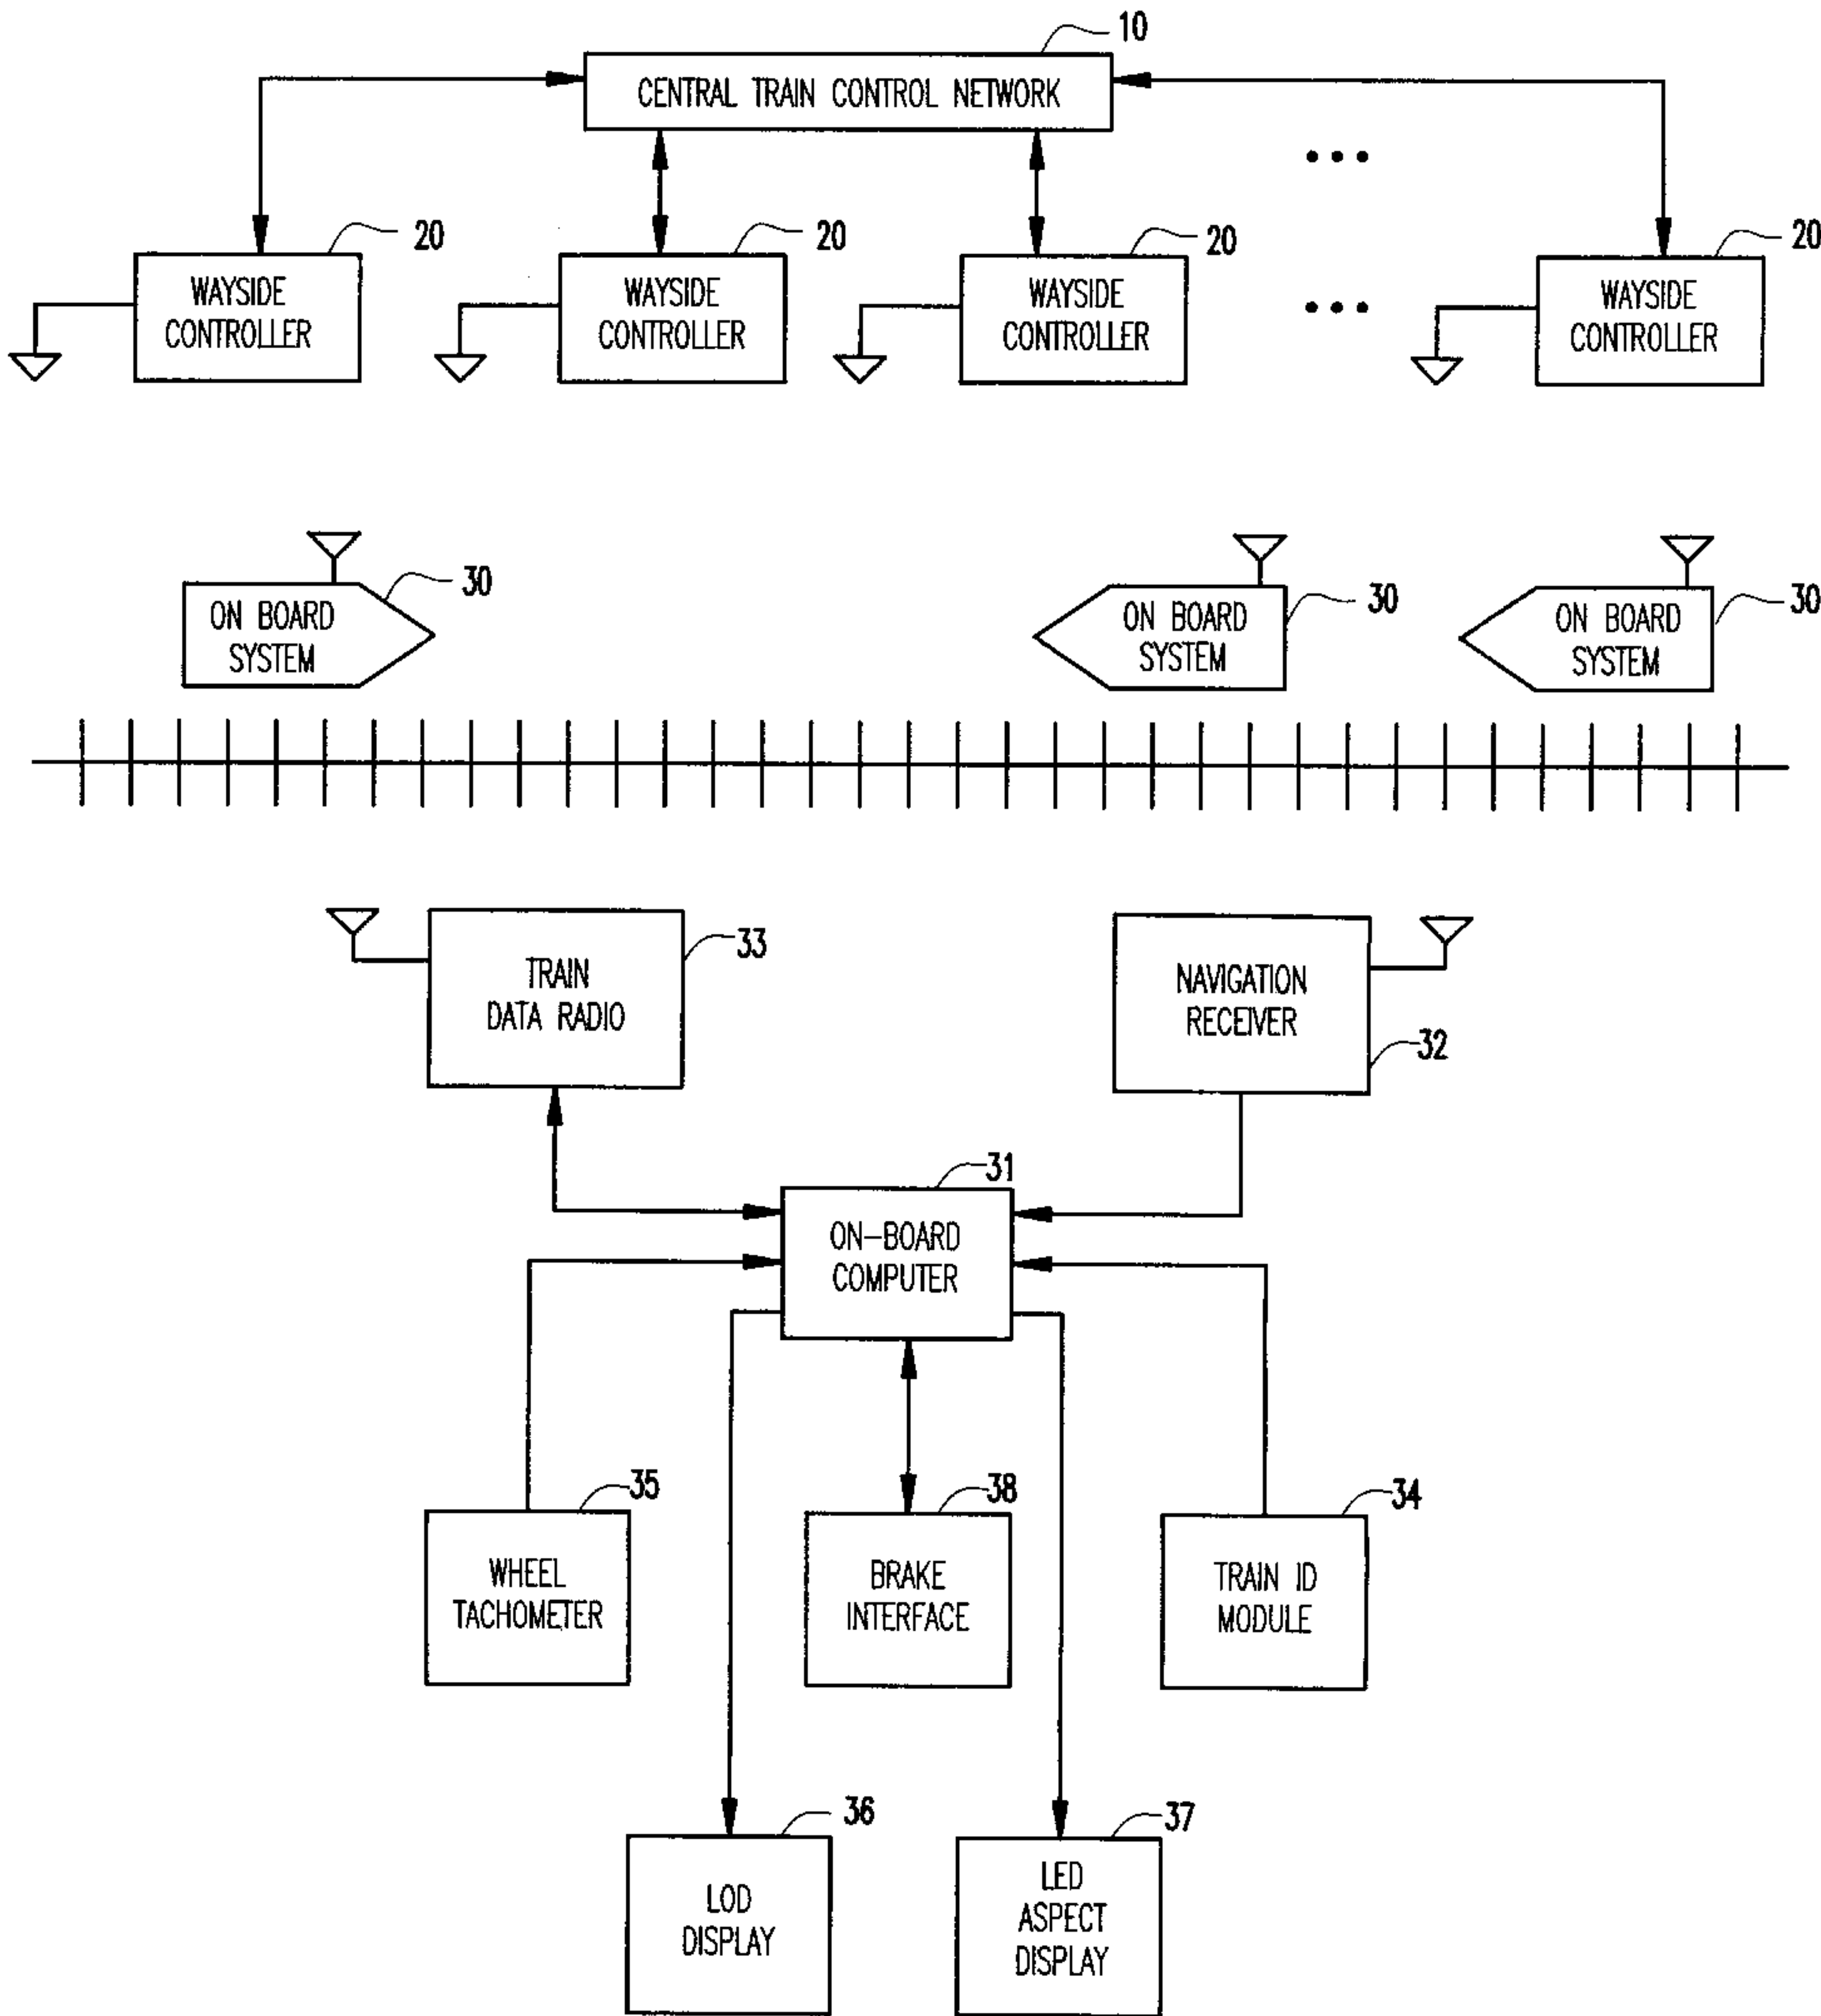 10
CENTRAL TRAIN CONTROL NETWORK
20
20
20
20
WAYSIDE
CONTROLLER
WAYSIDE
CONTROLLER
WAYSIDE
CONTROLLER
WAYSIDE
CONTROLLER
30
ON BOARD
SYSTEM
30
ON BOARD
SYSTEM
30
ON BOARD
SYSTEM
33
TRAIN
DATA RADIO
NAVIGATION
RECEIVER
32
31
ON-BOARD
COMPUTER
35
WHEEL
TACHOMETER
38
BRAKE
INTERFACE
34
TRAIN ID
MODULE
36
LOD
DISPLAY
37
LED
ASPECT
DISPLAY